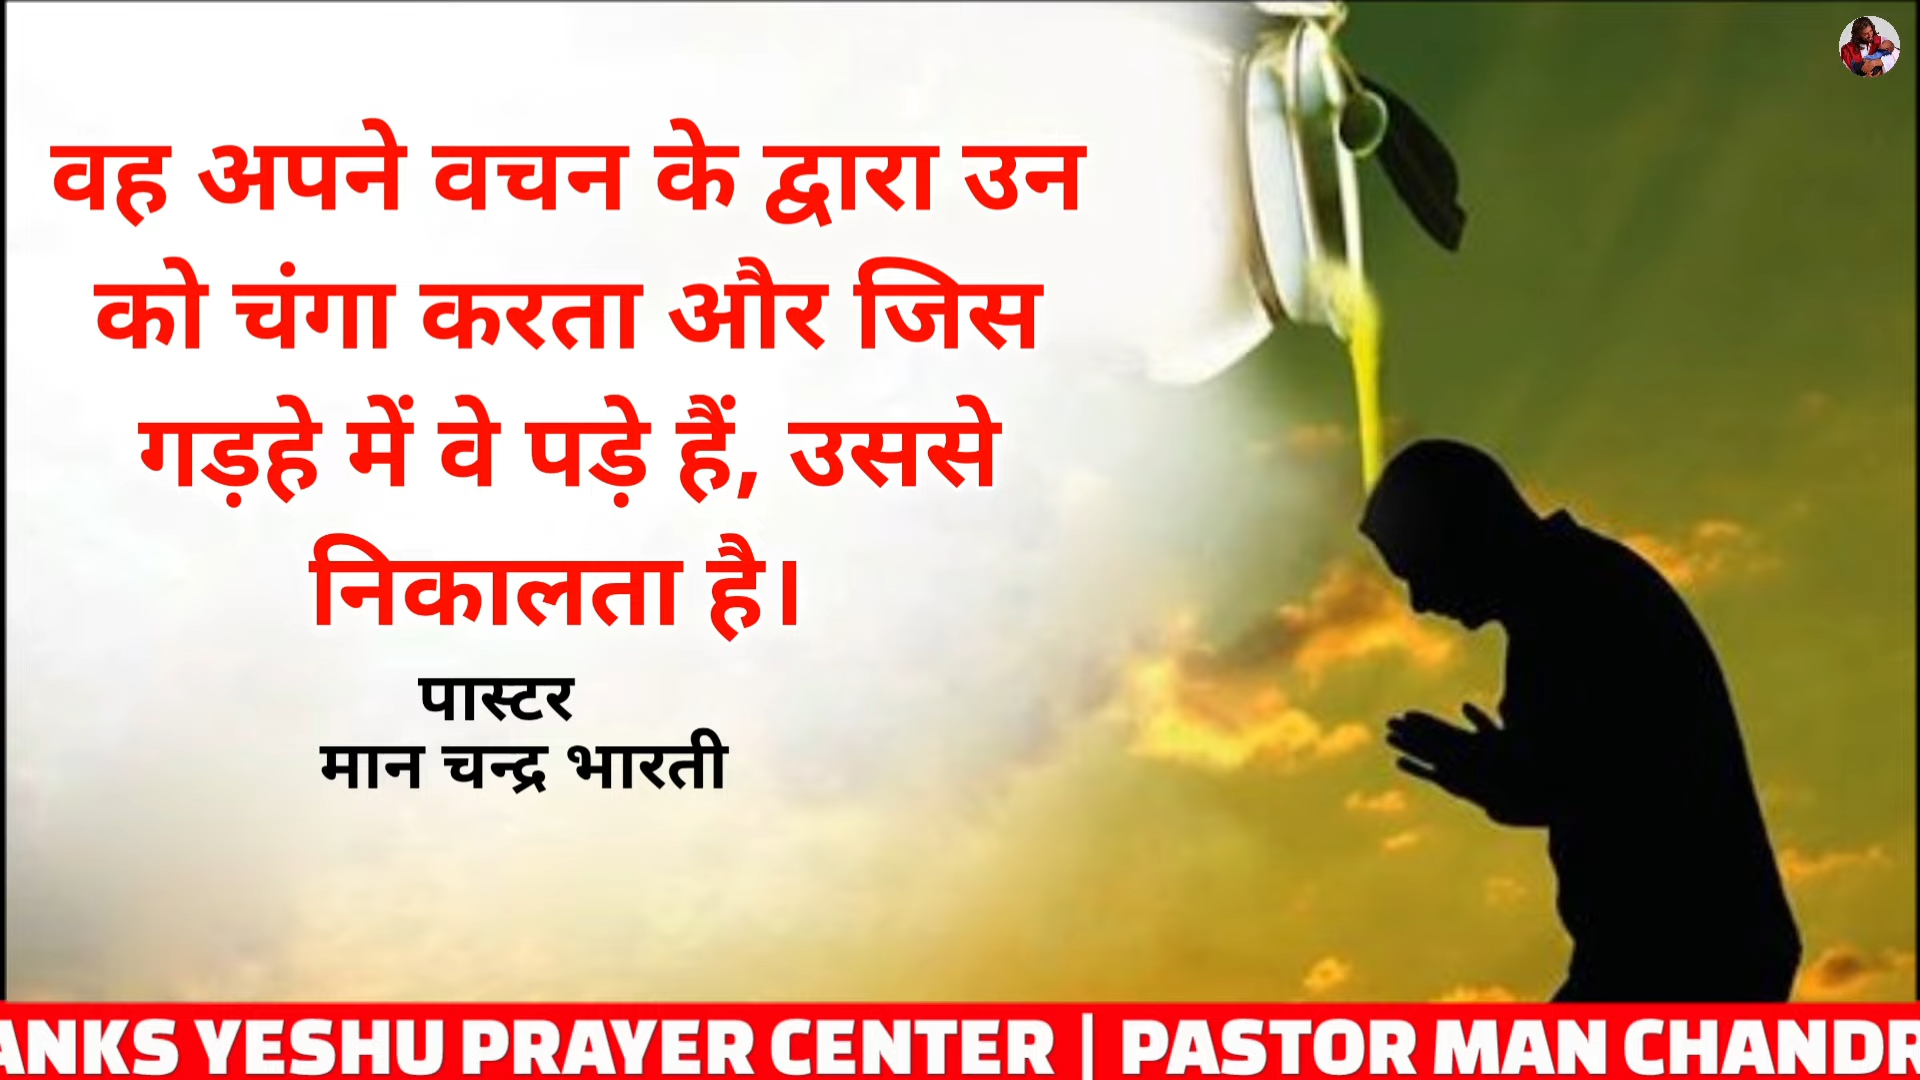 वह अपने वचन के द्वारा उन
को चंगा करता और जिस
गड़हे में वे पड़े हैं, उससे
निकालता है।
पास्टर
मान चन्द्र भारती
ANKS YESHU PRAYER CENTER | PASTOR MAN CHANDR